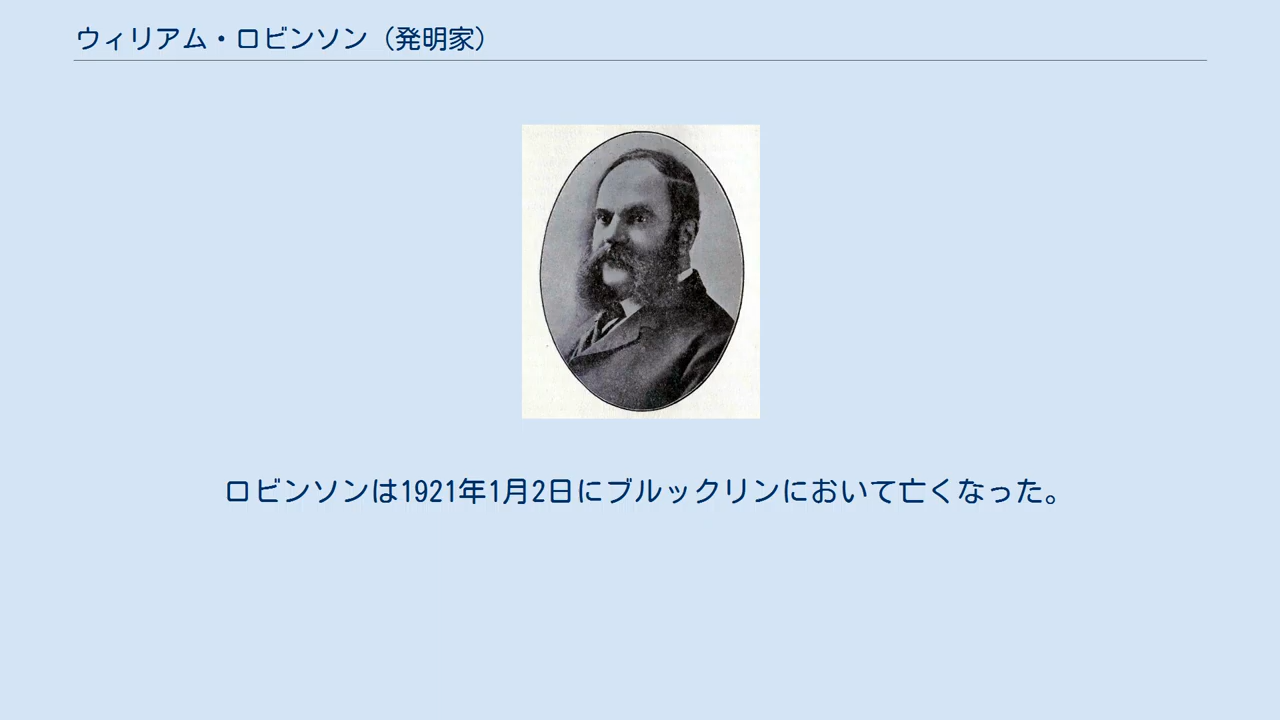 ウィリアム・ロビンソン（発明家）
ロビンソンは1921年1月2日にブルックリンにおいて亡くなった。